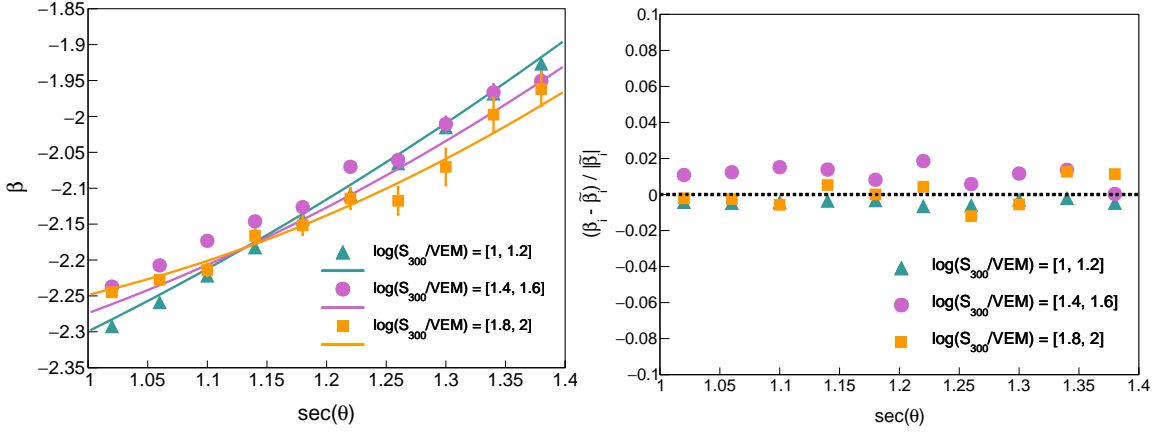 −1.85
−1.9
−1.95
−2
−2.05
−2.1
−2.15
−2.2
−2.25
−2.3
−2.35
β
1 1.05 1.1 1.15 1.2 1.25 1.3 1.35 1.4
sec(θ)
log(S300/VEM) = [1, 1.2]
log(S300/VEM) = [1.4, 1.6]
log(S300/VEM) = [1.8, 2]
0.1
0.08
0.06
0.04
0.02
0
−0.02
−0.04
−0.06
−0.08
−0.1
(βi - β̃i) / |β̃i|
1 1.05 1.1 1.15 1.2 1.25 1.3 1.35 1.4
sec(θ)
log(S300/VEM) = [1, 1.2]
log(S300/VEM) = [1.4, 1.6]
log(S300/VEM) = [1.8, 2]